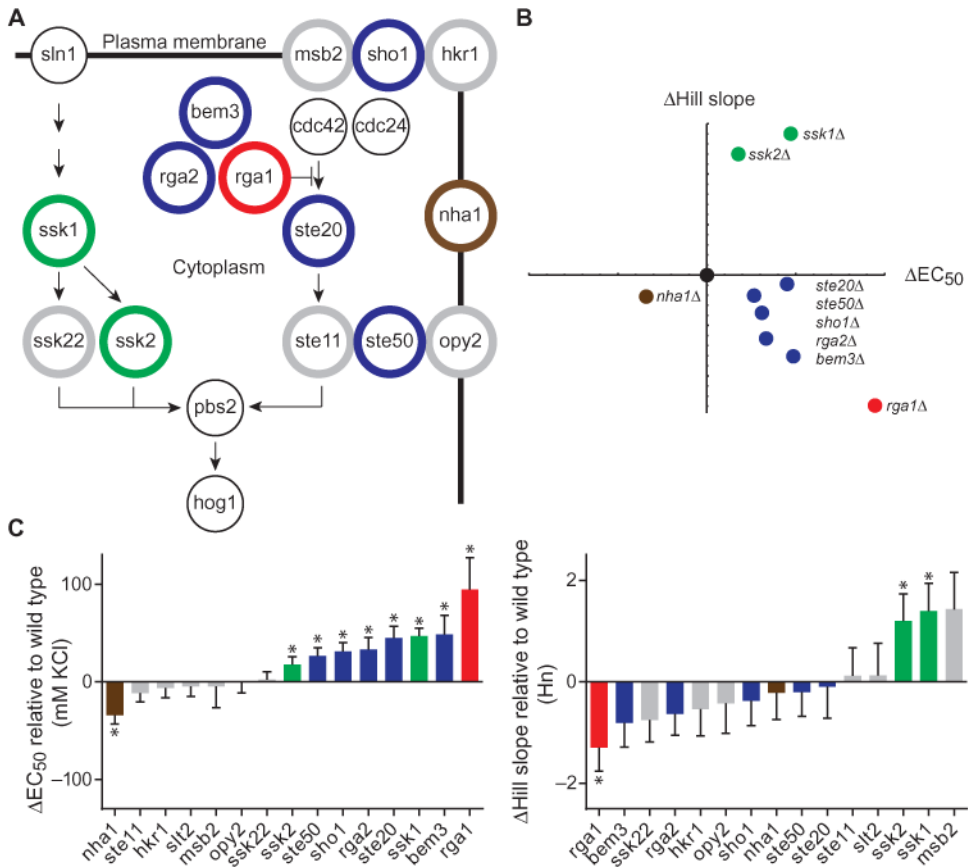 A
Plasma membrane
sln1
msb2
sho1
hkr1
bem3
cdc42
cdc24
rga2
rga1
nha1
ssk1
ste20
Cytoplasm
ssk22
ssk2
ste11
ste50
opy2
pbs2
hog1
B
ΔHill slope
ssk1Δ
ssk2Δ
ΔEC50
nha1Δ
ste20Δ
ste50Δ
sho1Δ
rga2Δ
bem3Δ
rga1Δ
C
ΔEC50 relative to wild type
(mM KCl)
100
0
–100
*
*
*
*
*
*
*
*
*
nha1
ste11
hkr1
slt2
msb2
opy2
ssk22
ssk2
ste50
sho1
rga2
ste20
ssk1
bem3
rga1
ΔHill slope relative to wild type
(Hn)
2
0
–2
*
*
*
rga1
bem3
ssk22
rga2
hkr1
opy2
sho1
nha1
ste50
ste20
ste11
slt2
ssk2
ssk1
msb2